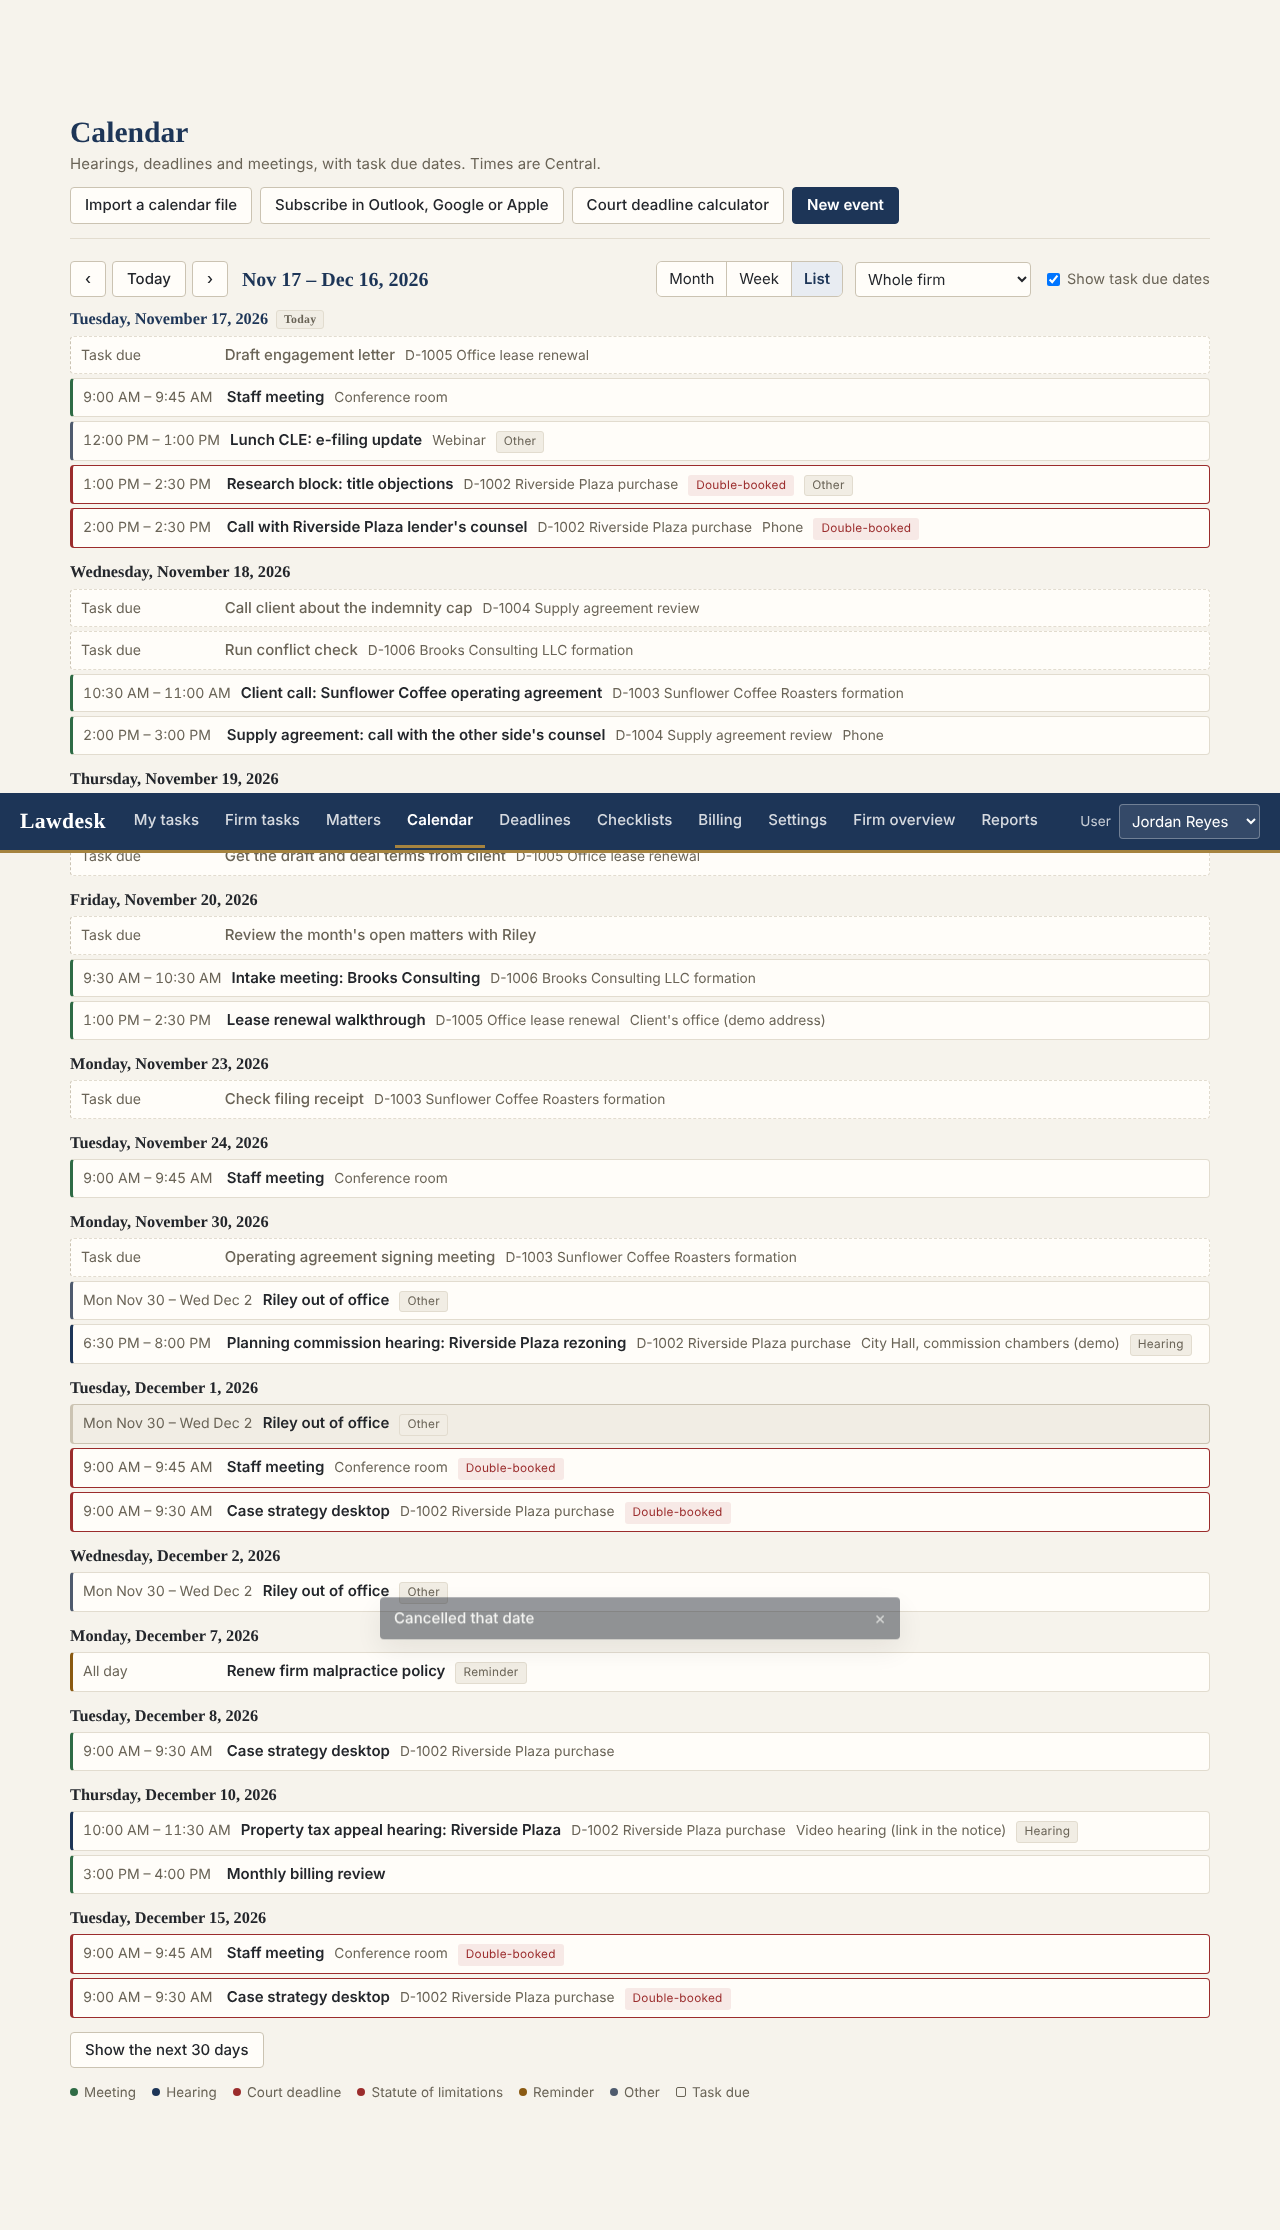 Calendar
Hearings, deadlines and meetings, with task due dates. Times are Central.
Import a calendar file Subscribe in Outlook, Google or Apple Court deadline calculator New event
‹ Today › Nov 17 – Dec 16, 2026 Month Week List Whole firm Show task due dates
Tuesday, November 17, 2026 Today
Task due Draft engagement letter D-1005 Office lease renewal
9:00 AM – 9:45 AM Staff meeting Conference room
12:00 PM – 1:00 PM Lunch CLE: e-filing update Webinar Other
1:00 PM – 2:30 PM Research block: title objections D-1002 Riverside Plaza purchase Double-booked Other
2:00 PM – 2:30 PM Call with Riverside Plaza lender's counsel D-1002 Riverside Plaza purchase Phone Double-booked
Wednesday, November 18, 2026
Task due Call client about the indemnity cap D-1004 Supply agreement review
Task due Run conflict check D-1006 Brooks Consulting LLC formation
10:30 AM – 11:00 AM Client call: Sunflower Coffee operating agreement D-1003 Sunflower Coffee Roasters formation
2:00 PM – 3:00 PM Supply agreement: call with the other side's counsel D-1004 Supply agreement review Phone
Thursday, November 19, 2026
Lawdesk My tasks Firm tasks Matters Calendar Deadlines Checklists Billing Settings Firm overview Reports User Jordan Reyes
Task due Get the draft and deal terms from client D-1005 Office lease renewal
Friday, November 20, 2026
Task due Review the month's open matters with Riley
9:30 AM – 10:30 AM Intake meeting: Brooks Consulting D-1006 Brooks Consulting LLC formation
1:00 PM – 2:30 PM Lease renewal walkthrough D-1005 Office lease renewal Client's office (demo address)
Monday, November 23, 2026
Task due Check filing receipt D-1003 Sunflower Coffee Roasters formation
Tuesday, November 24, 2026
9:00 AM – 9:45 AM Staff meeting Conference room
Monday, November 30, 2026
Task due Operating agreement signing meeting D-1003 Sunflower Coffee Roasters formation
Mon Nov 30 – Wed Dec 2 Riley out of office Other
6:30 PM – 8:00 PM Planning commission hearing: Riverside Plaza rezoning D-1002 Riverside Plaza purchase City Hall, commission chambers (demo) Hearing
Tuesday, December 1, 2026
Mon Nov 30 – Wed Dec 2 Riley out of office Other
9:00 AM – 9:45 AM Staff meeting Conference room Double-booked
9:00 AM – 9:30 AM Case strategy desktop D-1002 Riverside Plaza purchase Double-booked
Wednesday, December 2, 2026
Mon Nov 30 – Wed Dec 2 Riley out of office Other
Cancelled that date ×
Monday, December 7, 2026
All day Renew firm malpractice policy Reminder
Tuesday, December 8, 2026
9:00 AM – 9:30 AM Case strategy desktop D-1002 Riverside Plaza purchase
Thursday, December 10, 2026
10:00 AM – 11:30 AM Property tax appeal hearing: Riverside Plaza D-1002 Riverside Plaza purchase Video hearing (link in the notice) Hearing
3:00 PM – 4:00 PM Monthly billing review
Tuesday, December 15, 2026
9:00 AM – 9:45 AM Staff meeting Conference room Double-booked
9:00 AM – 9:30 AM Case strategy desktop D-1002 Riverside Plaza purchase Double-booked
Show the next 30 days
Meeting Hearing Court deadline Statute of limitations Reminder Other Task due